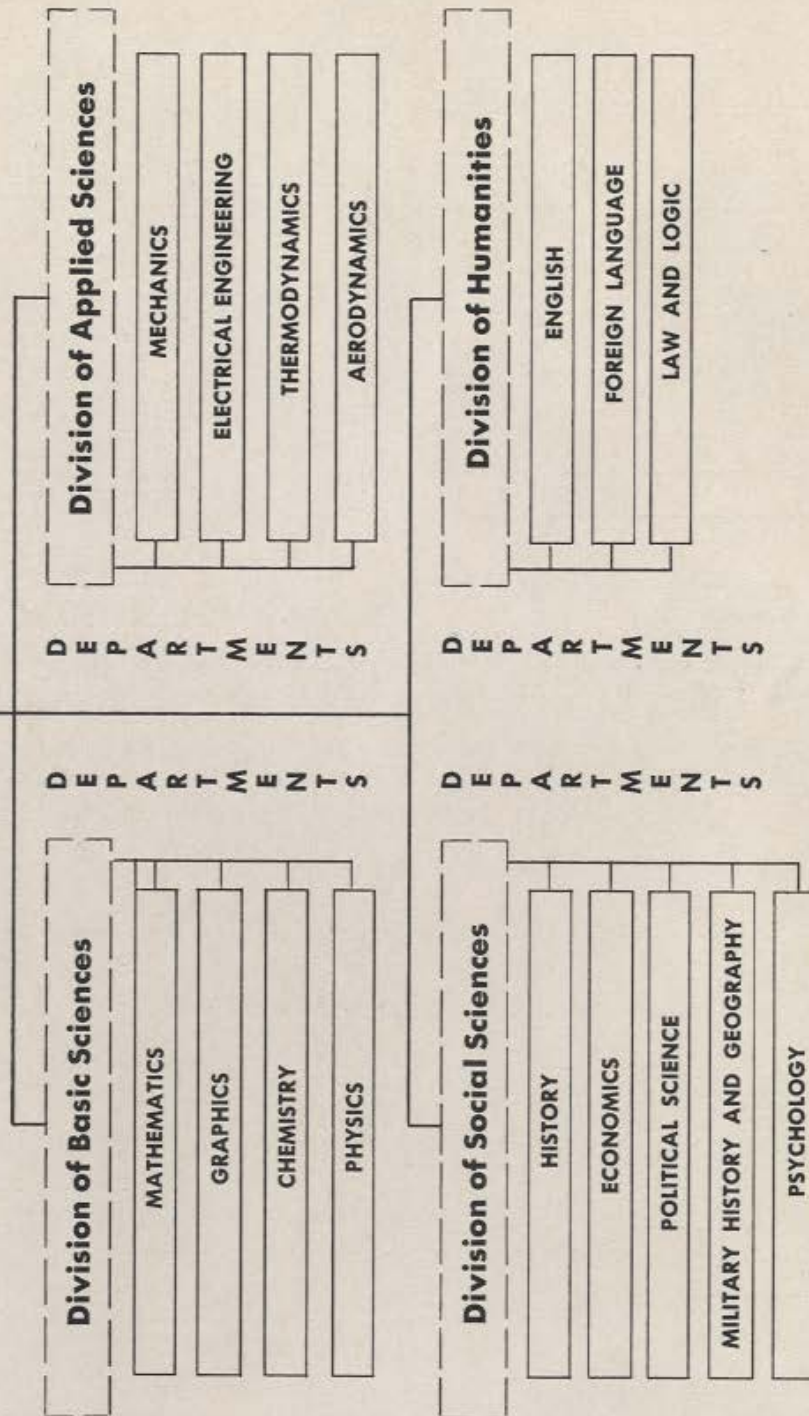 Division of Basic Sciences
MATHEMATICS
GRAPHICS
CHEMISTRY
PHYSICS
DEPARTMENTS
Division of Applied Sciences
MECHANICS
ELECTRICAL ENGINEERING
THERMODYNAMICS
AERODYNAMICS
DEPARTMENTS
Division of Social Sciences
HISTORY
ECONOMICS
POLITICAL SCIENCE
MILITARY HISTORY AND GEOGRAPHY
PSYCHOLOGY
DEPARTMENTS
Division of Humanities
ENGLISH
FOREIGN LANGUAGE
LAW AND LOGIC
DEPARTMENTS